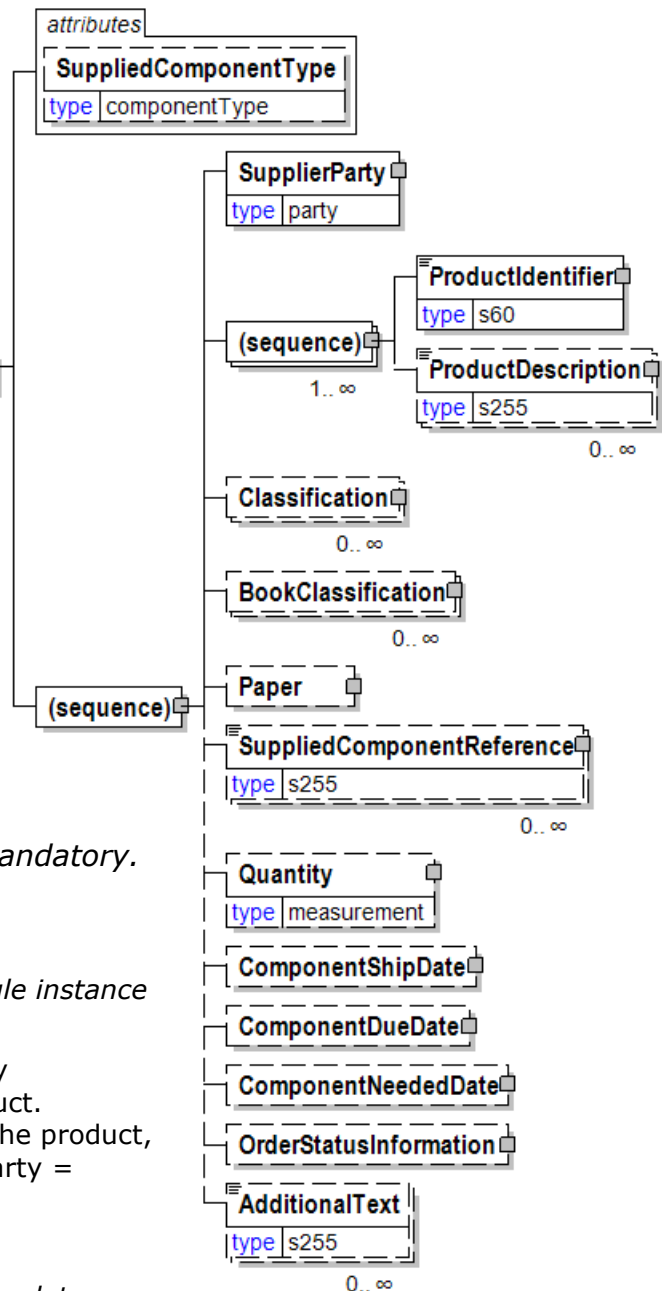 attributes
SuppliedComponentType
type componentType
SupplierParty
type party
ProductIdentifier
type s60
(sequence)
1.. ∞
ProductDescription
type s255
0.. ∞
Classification
0.. ∞
BookClassification
0.. ∞
Paper
(sequence)
SuppliedComponentReference
type s255
0.. ∞
andatory.
Quantity
type measurement
ComponentShipDate
le instance
ComponentDueDate
y
ComponentNeededDate
uct.
he product,
OrderStatusInformation
arty =
AdditionalText
type s255
0.. ∞